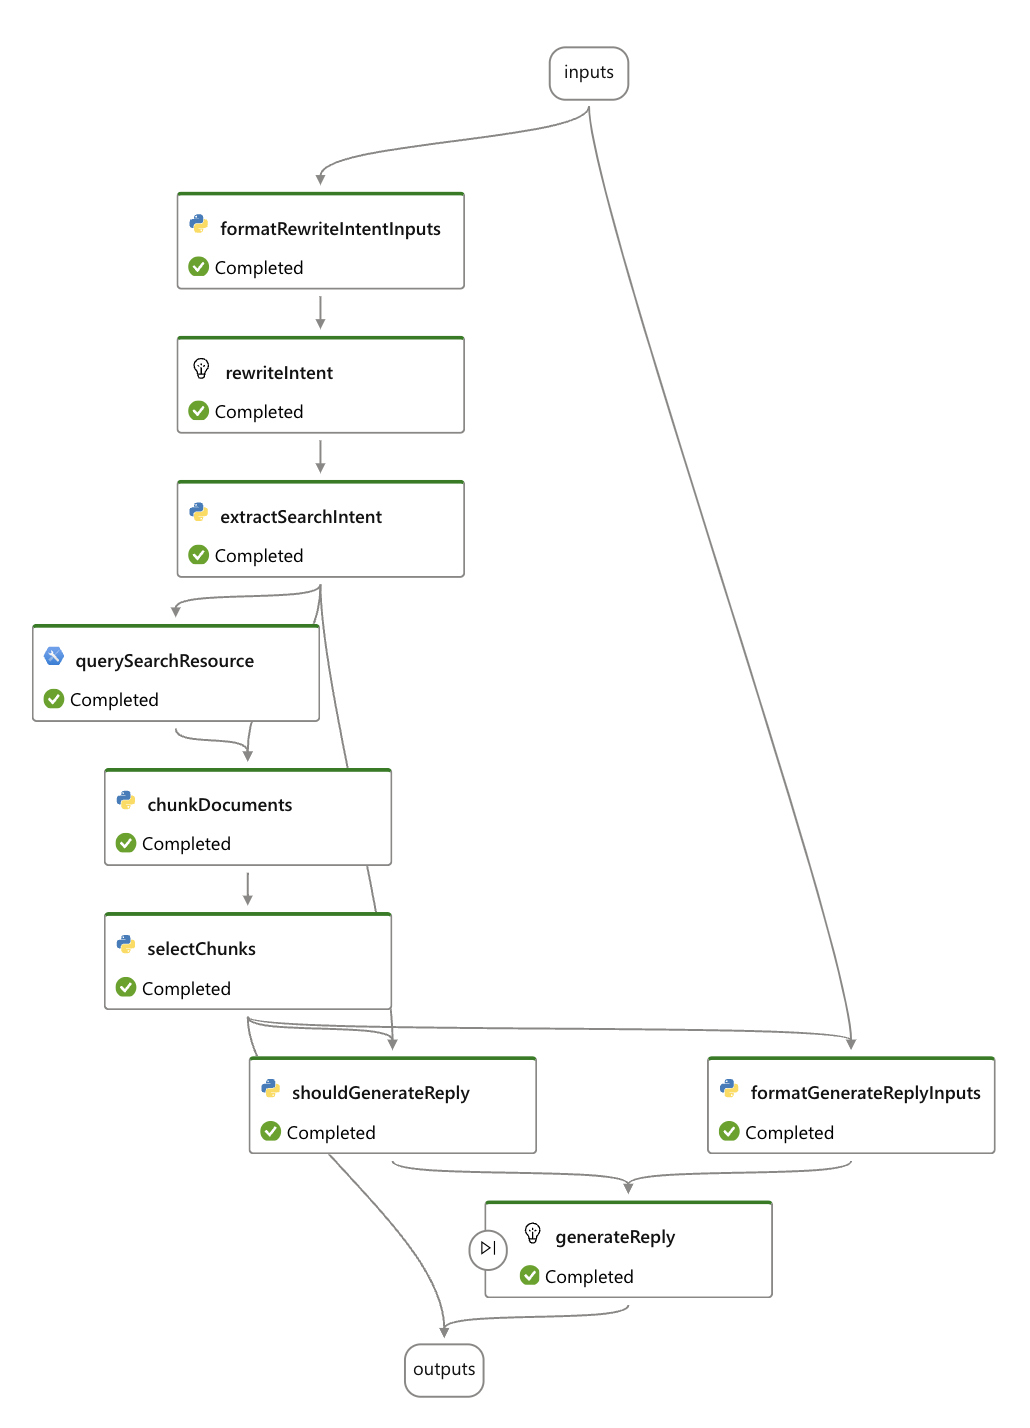 inputs
formatRewriteIntentInputs
Completed
rewriteIntent
Completed
extractSearchIntent
Completed
querySearchResource
Completed
chunkDocuments
Completed
selectChunks
Completed
shouldGenerateReply
Completed
formatGenerateReplyInputs
Completed
generateReply
Completed
outputs